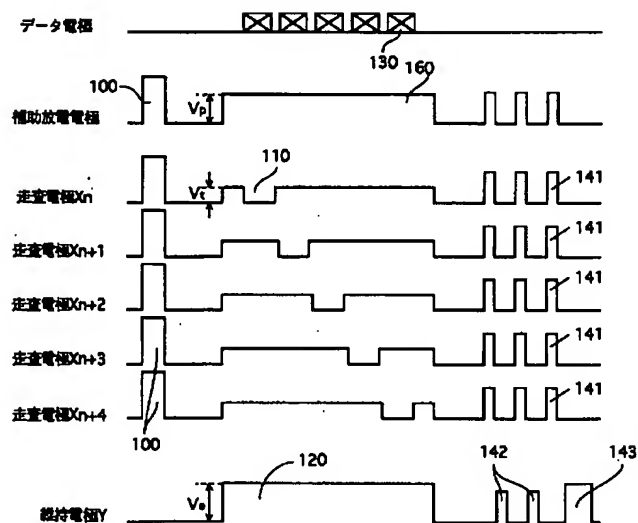 データ電極
130
100
Vp
160
補助放電電極
110
Vt
141
走査電極Xn
141
走査電極Xn+1
141
走査電極Xn+2
141
走査電極Xn+3
141
走査電極Xn+4
100
120
142
143
Ve
維持電極Y